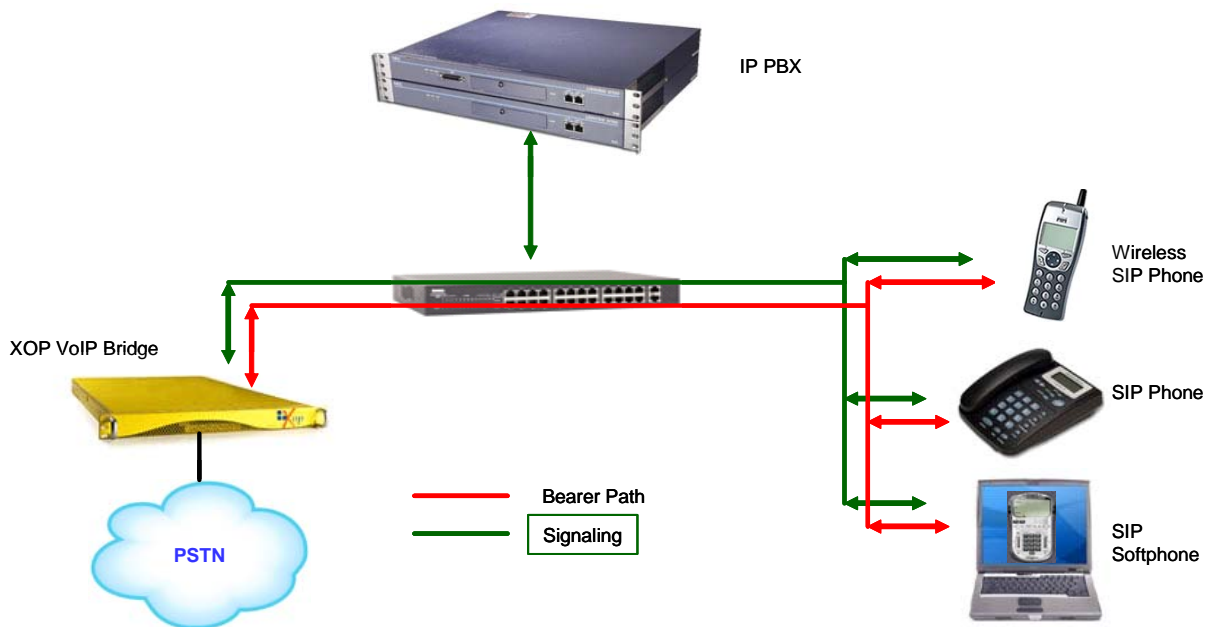 IP PBX
Wireless
SIP Phone
XOP VoIP Bridge
SIP Phone
Bearer Path
Signaling
PSTN
SIP
Softphone